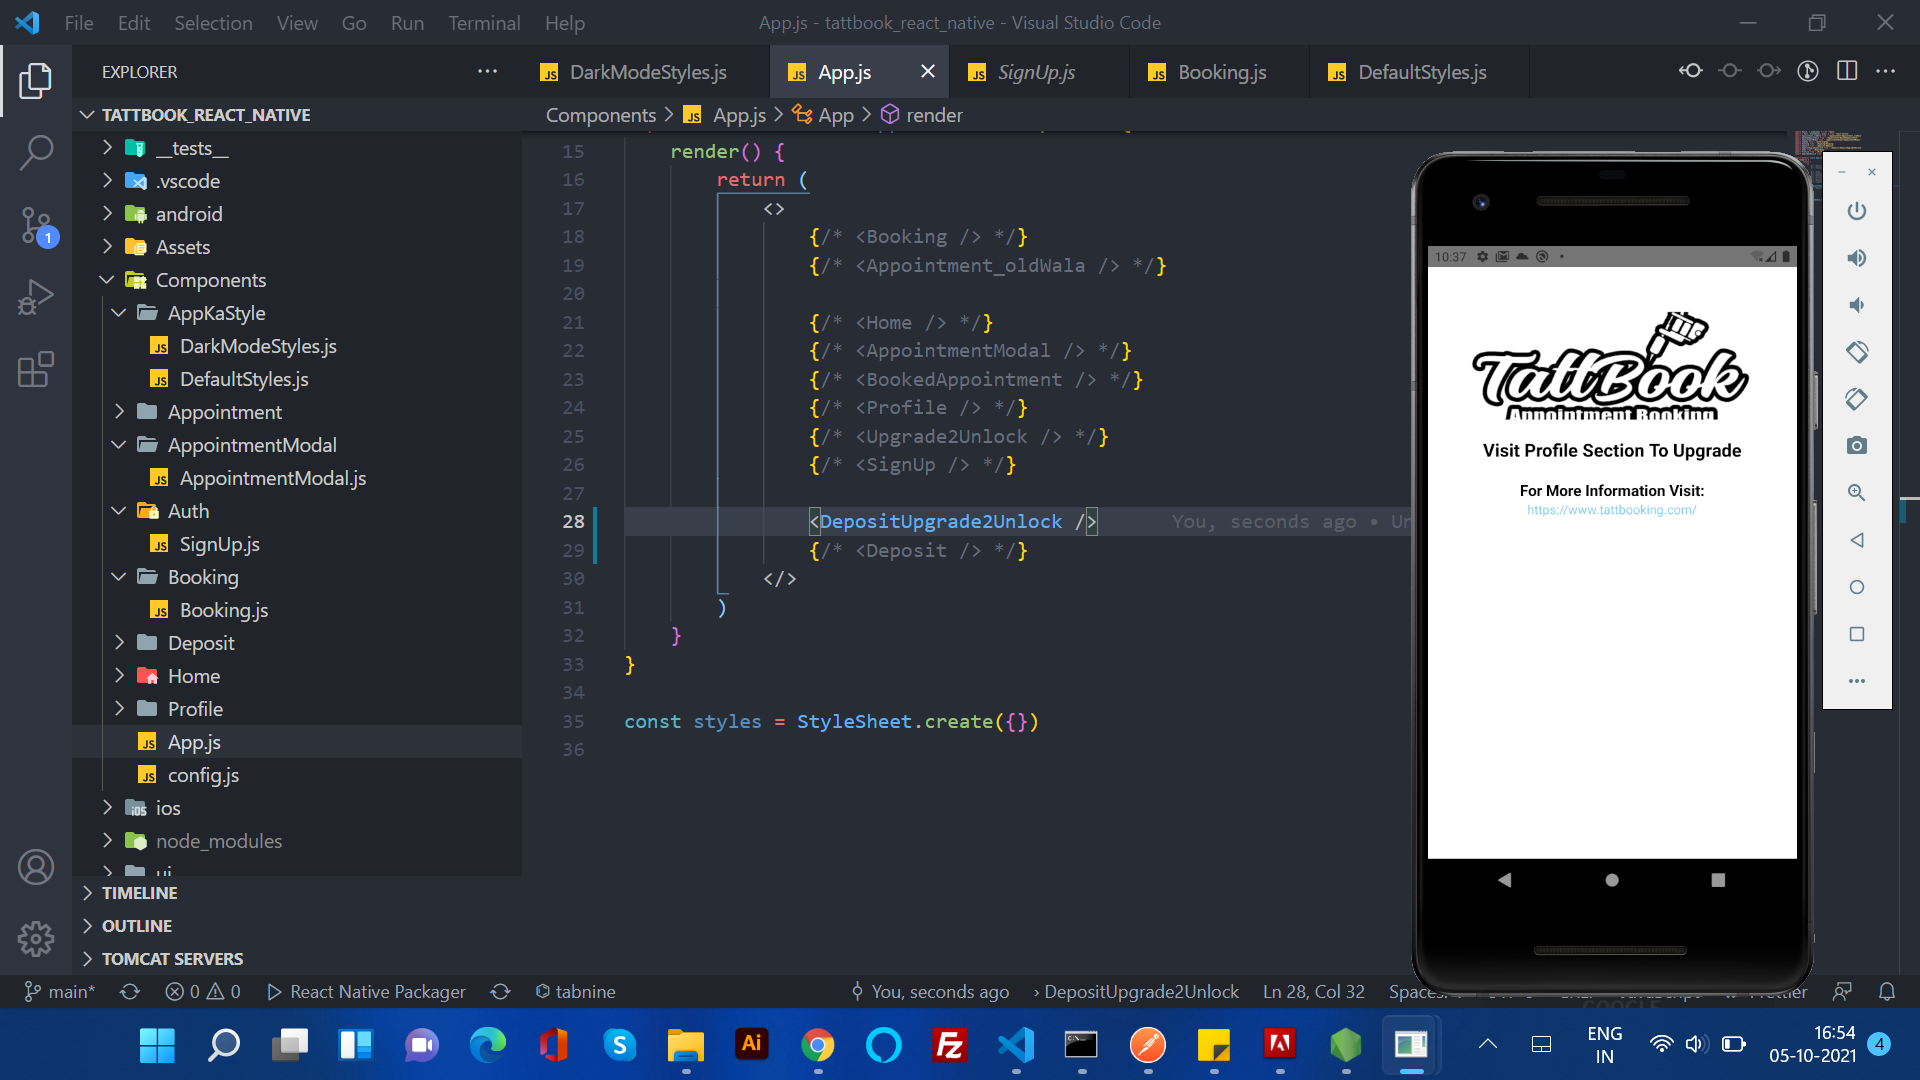 File Edit Selection View Go Run Terminal Help
App.js - tattbook_react_native - Visual Studio Code
EXPLORER
DarkModeStyles.js
App.js
SignUp.js
Booking.js
DefaultStyles.js
TATTBOOK_REACT_NATIVE
Components > App.js > App > render
__tests__
.vscode
android
Assets
Components
AppKaStyle
DarkModeStyles.js
DefaultStyles.js
Appointment
AppointmentModal
AppointmentModal.js
Auth
SignUp.js
Booking
Booking.js
Deposit
Home
Profile
App.js
config.js
ios
node_modules
ui
TIMELINE
OUTLINE
TOMCAT SERVERS
1
15 render() {
16 return (
17 <>
18 {/* <Booking /> */}
19 {/* <Appointment_oldWala /> */}
20
21 {/* <Home /> */}
22 {/* <AppointmentModal /> */}
23 {/* <BookedAppointment /> */}
24 {/* <Profile /> */}
25 {/* <Upgrade2Unlock /> */}
26 {/* <SignUp /> */}
27
28 <DepositUpgrade2Unlock /> You, seconds ago • Un
29 {/* <Deposit /> */}
30 </>
31 )
32 }
33 }
34
35 const styles = StyleSheet.create({})
36
10:37
TattBook
Appointment Booking
Visit Profile Section To Upgrade
For More Information Visit:
https://www.tattbooking.com/
main* 0 0 React Native Packager tabnine You, seconds ago › DepositUpgrade2Unlock Ln 28, Col 32
ENG
IN
16:54
05-10-2021
4